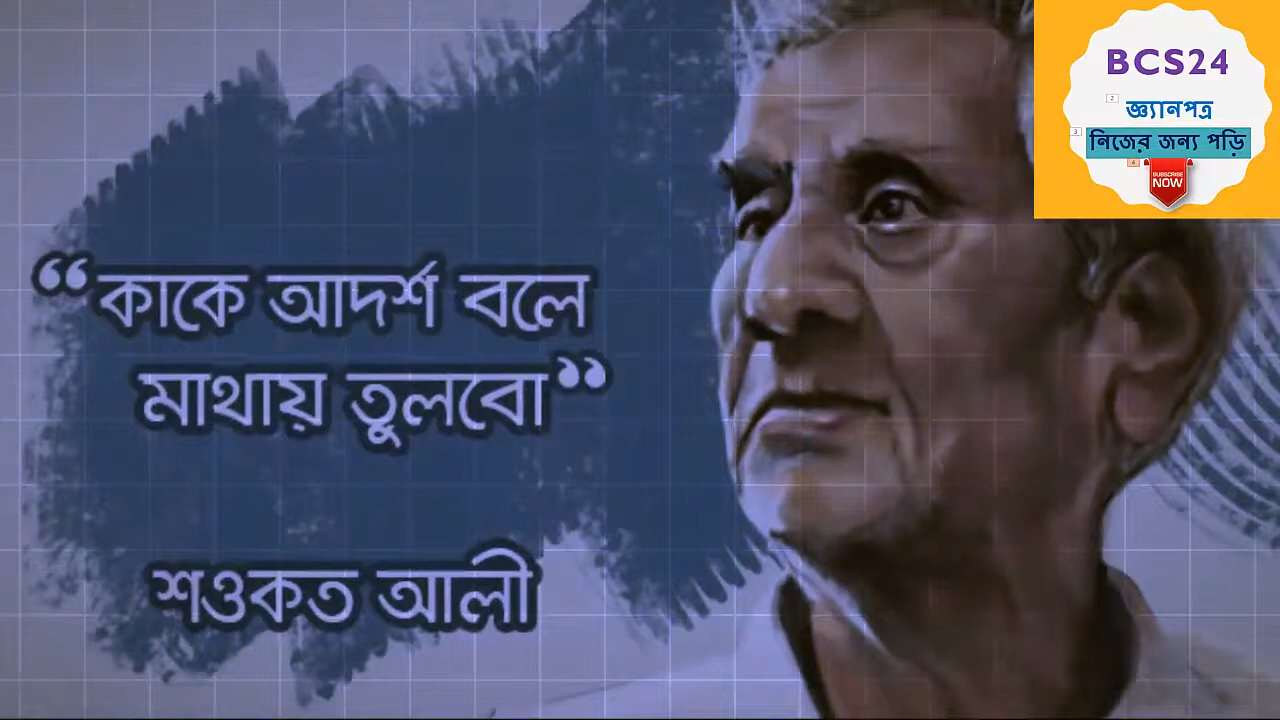 BCS24
জ্ঞ্যানপত্র
নিজের জন্য পড়ি
SUBSCRIBE
NOW
“কাকে আদর্শ বলে
মাথায় তুলবো”
শওকত আলী